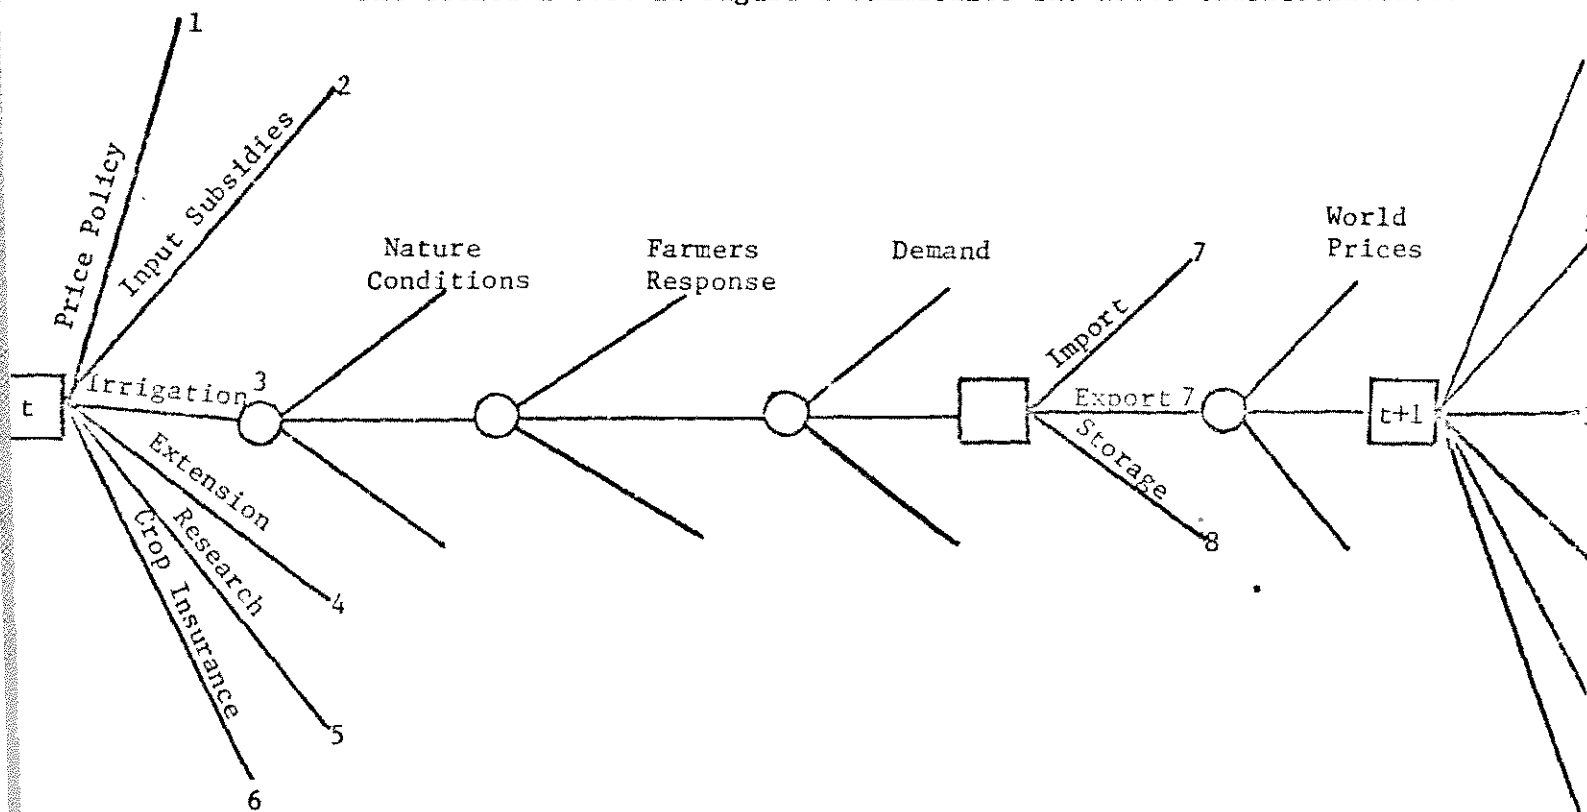 1
2
Price Policy
Input Subsidies
Nature
Conditions
Farmers
Response
Demand
7
World
Prices
Import
t
Irrigation 3
Export 7
t+1
Storage
8
Extension
Research
Crop Insurance
4
5
6